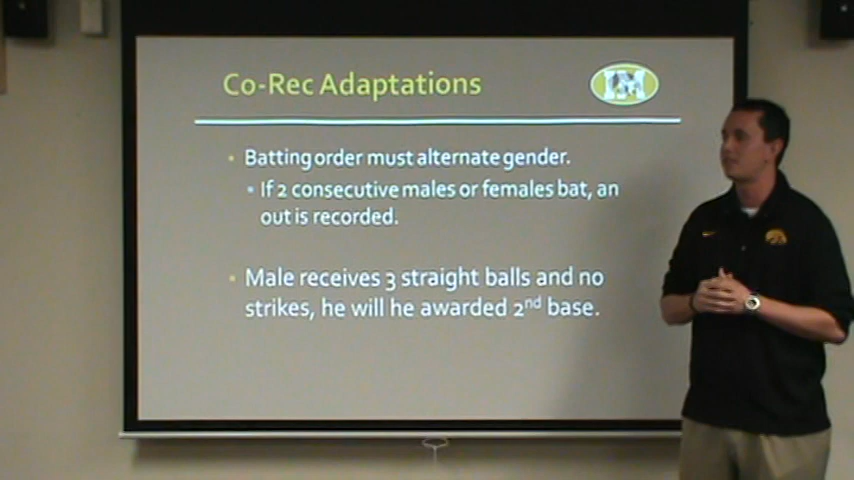 Co-Rec Adaptations
Batting order must alternate gender.
If 2 consecutive males or females bat, an
out is recorded.
Male receives 3 straight balls and no
strikes, he will he awarded 2nd base.